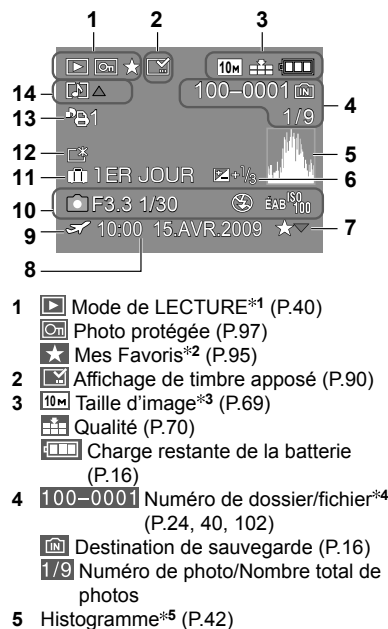 1 2 3
10M
14 100-0001 IN 4
13 1 1/9
12 5
11 1ER JOUR +1/3 6
10 F3.3 1/30 ËAB ISO 100
9 10:00 15.AVR.2009 7
8
1 Mode de LECTURE*1 (P.40)
Photo protégée (P.97)
Mes Favoris*2 (P.95)
2 Affichage de timbre apposé (P.90)
3 10M Taille d'image*3 (P.69)
Qualité (P.70)
Charge restante de la batterie
(P.16)
4 100-0001 Numéro de dossier/fichier*4
(P.24, 40, 102)
IN Destination de sauvegarde (P.16)
1/9 Numéro de photo/Nombre total de
photos
5 Histogramme*5 (P.42)